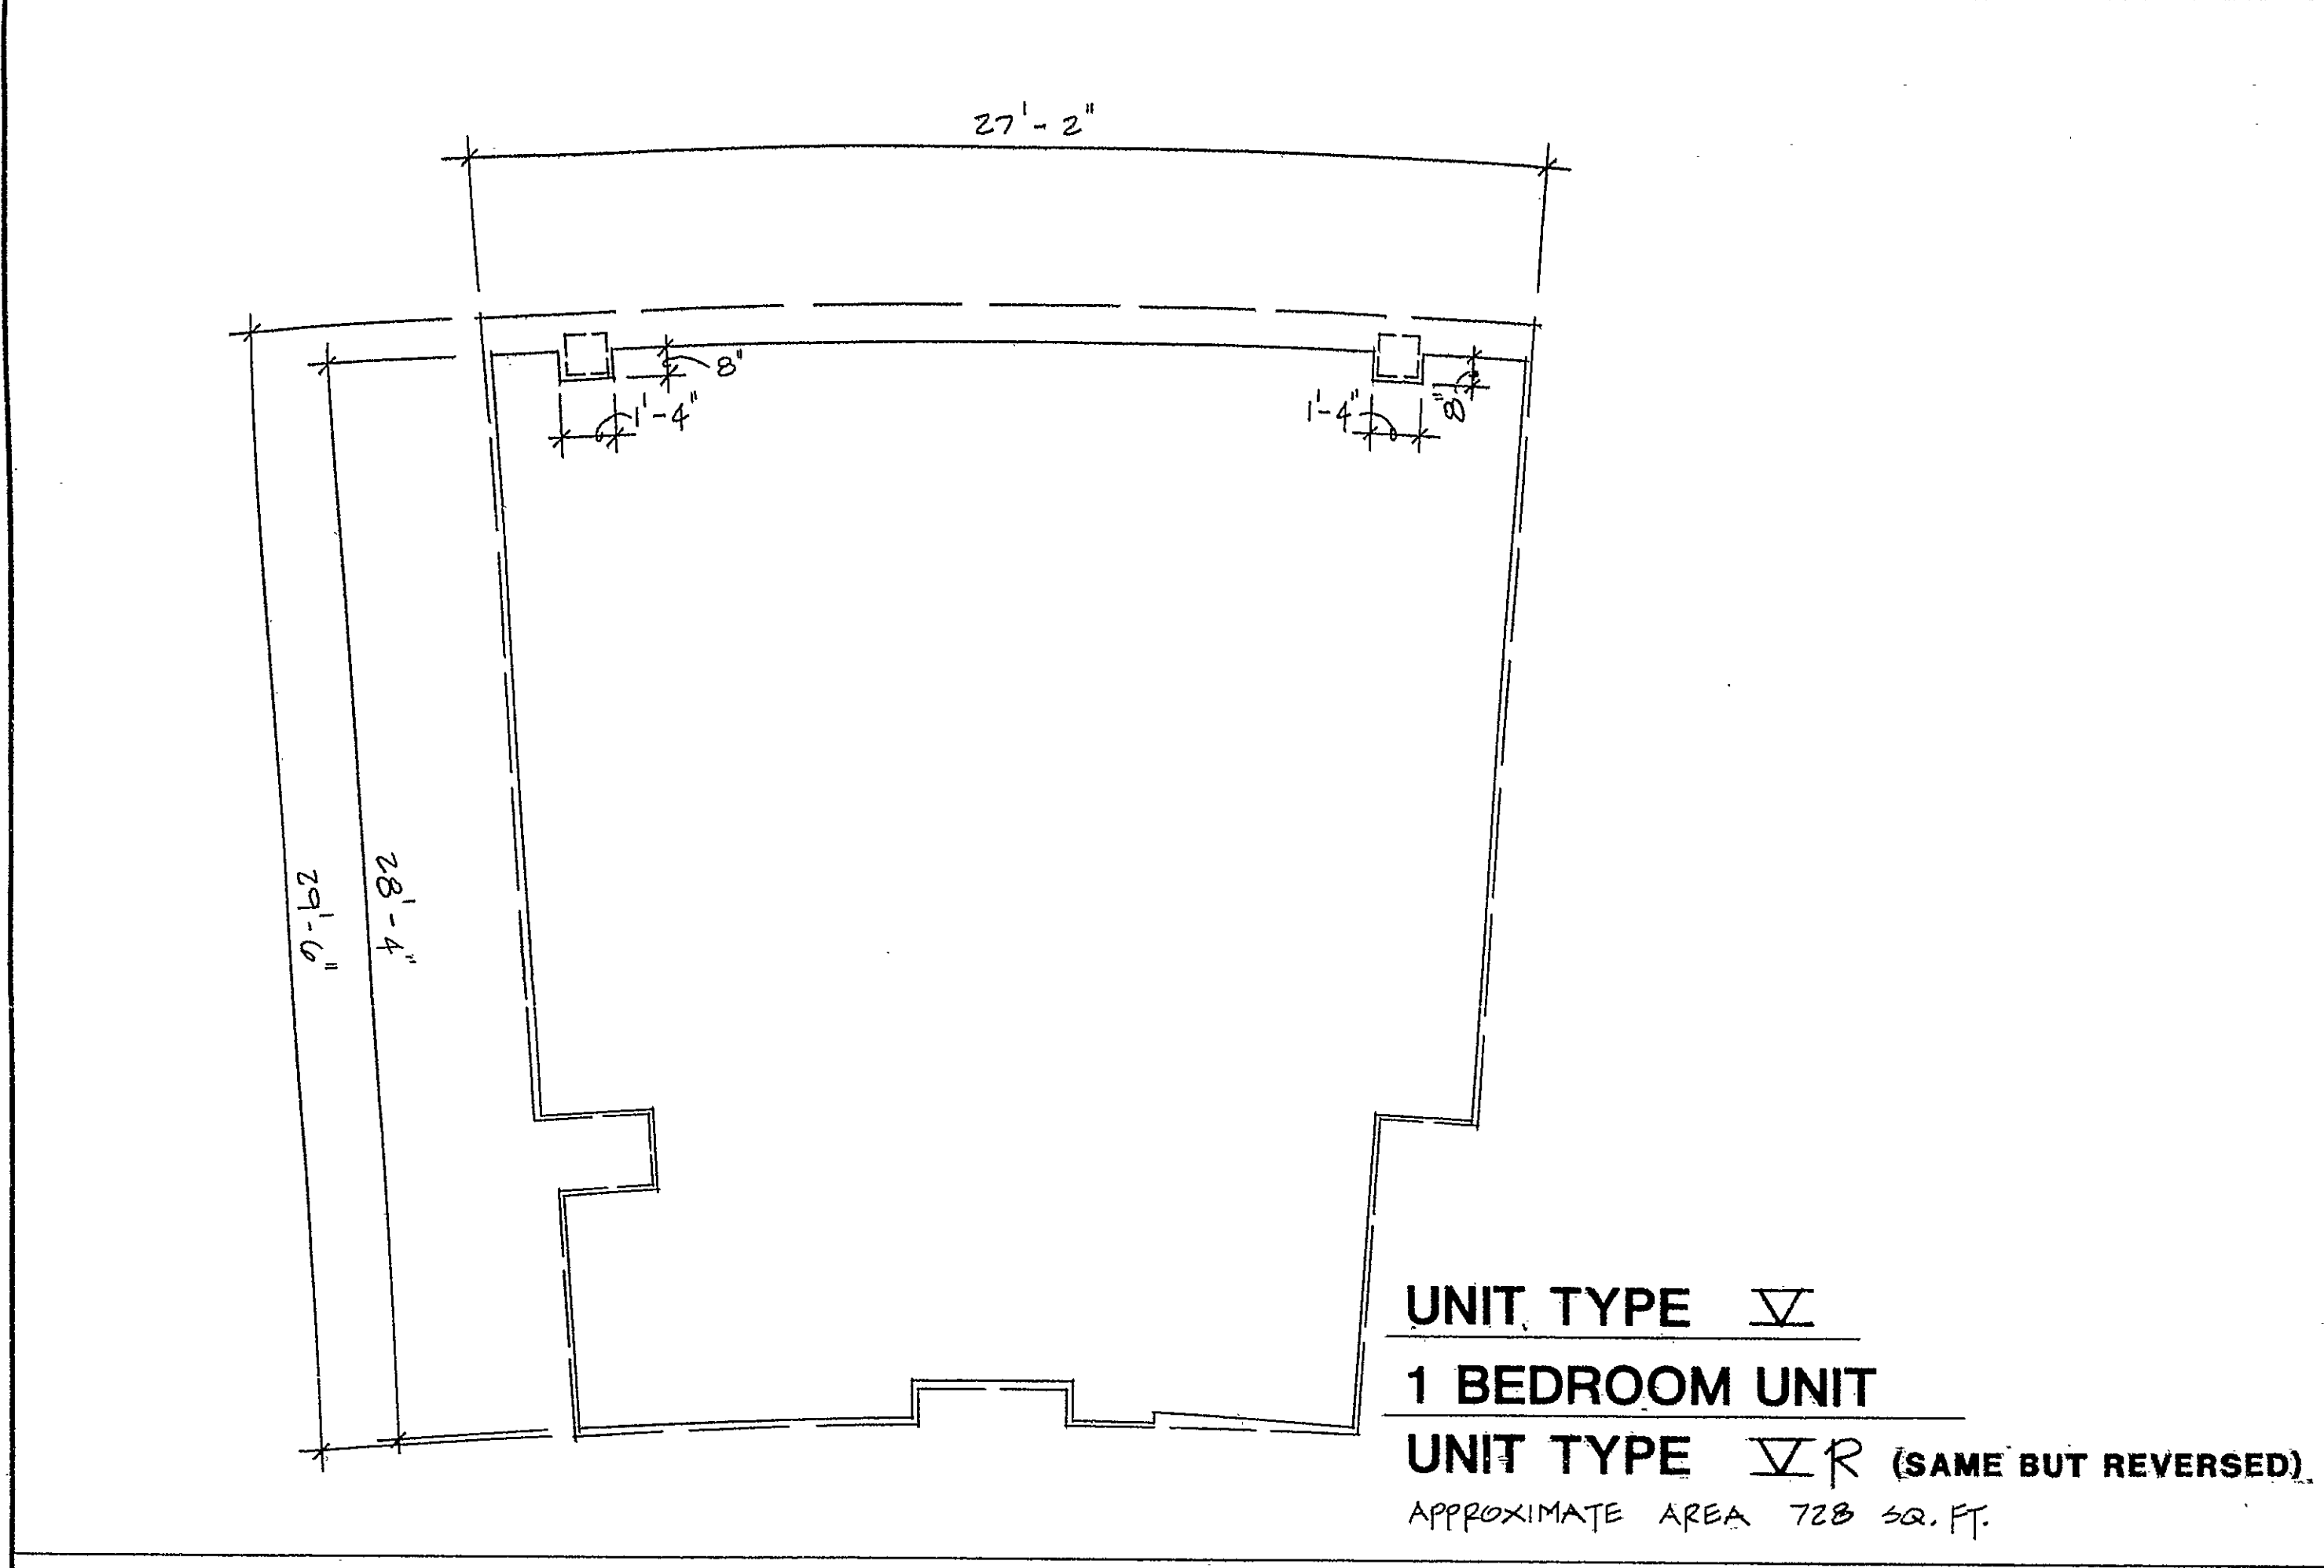 27'-2"
8"
1'-4"
1'-4"
8"
28'-4"
29'-6"
UNIT TYPE V
1 BEDROOM UNIT
UNIT TYPE VR (SAME BUT REVERSED)
APPROXIMATE AREA 728 SQ. FT.